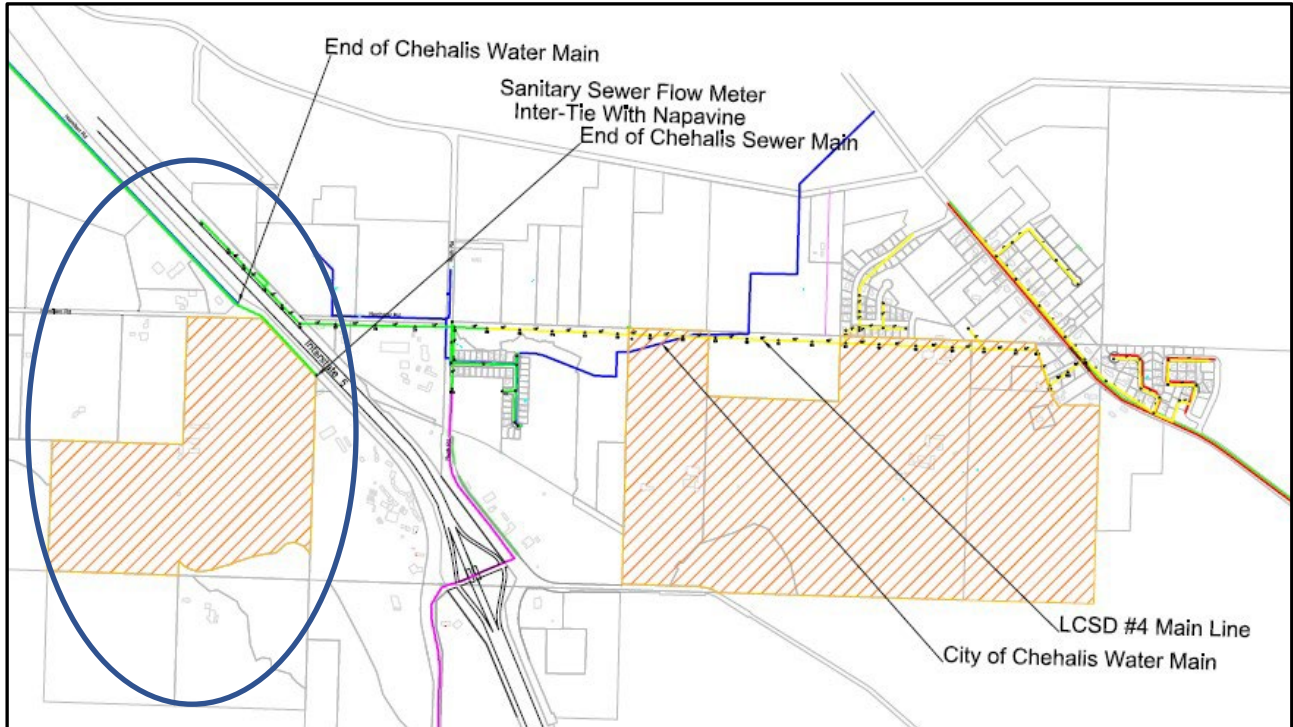 End of Chehalis Water Main
Sanitary Sewer Flow Meter
Inter-Tie With Napavine
End of Chehalis Sewer Main
Interstate 5
LCSD #4 Main Line
City of Chehalis Water Main